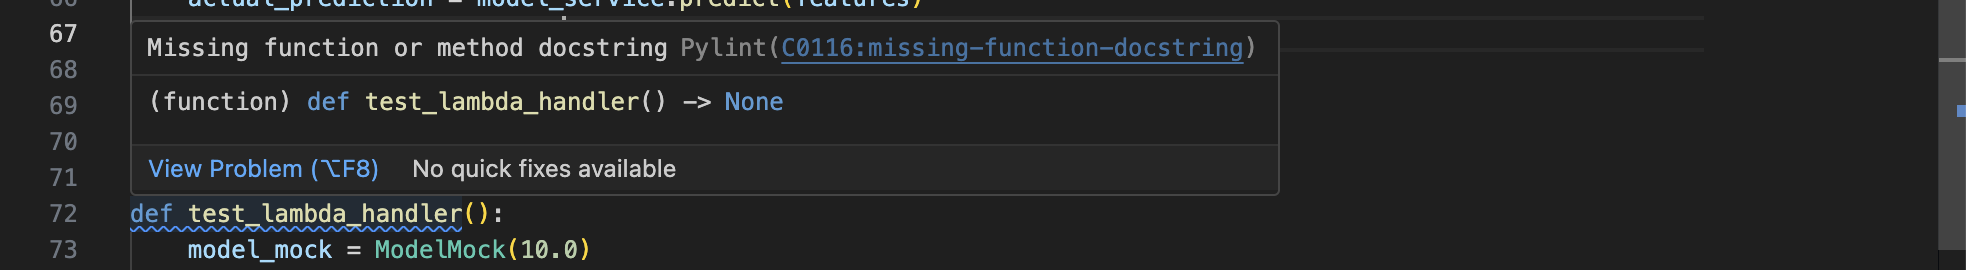 66 actual_prediction = model_service.predict(features)
67
Missing function or method docstring Pylint(C0116:missing-function-docstring)
68
69 (function) def test_lambda_handler() -> None
70
71 View Problem (⌥F8) No quick fixes available
72 def test_lambda_handler():
73 model_mock = ModelMock(10.0)